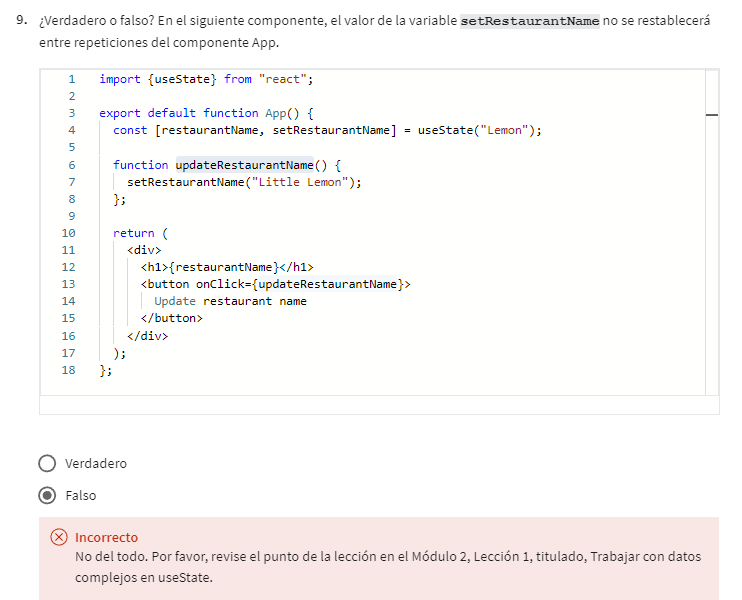 9. ¿Verdadero o falso? En el siguiente componente, el valor de la variable setRestaurantName no se restablecerá
entre repeticiones del componente App.
1 import {useState} from "react";
2
3 export default function App() {
4 const [restaurantName, setRestaurantName] = useState("Lemon");
5
6 function updateRestaurantName() {
7 setRestaurantName("Little Lemon");
8 };
9
10 return (
11 <div>
12 <h1>{restaurantName}</h1>
13 <button onClick={updateRestaurantName}>
14 Update restaurant name
15 </button>
16 </div>
17 );
18 };
Verdadero
Falso
Incorrecto
No del todo. Por favor, revise el punto de la lección en el Módulo 2, Lección 1, titulado, Trabajar con datos
complejos en useState.